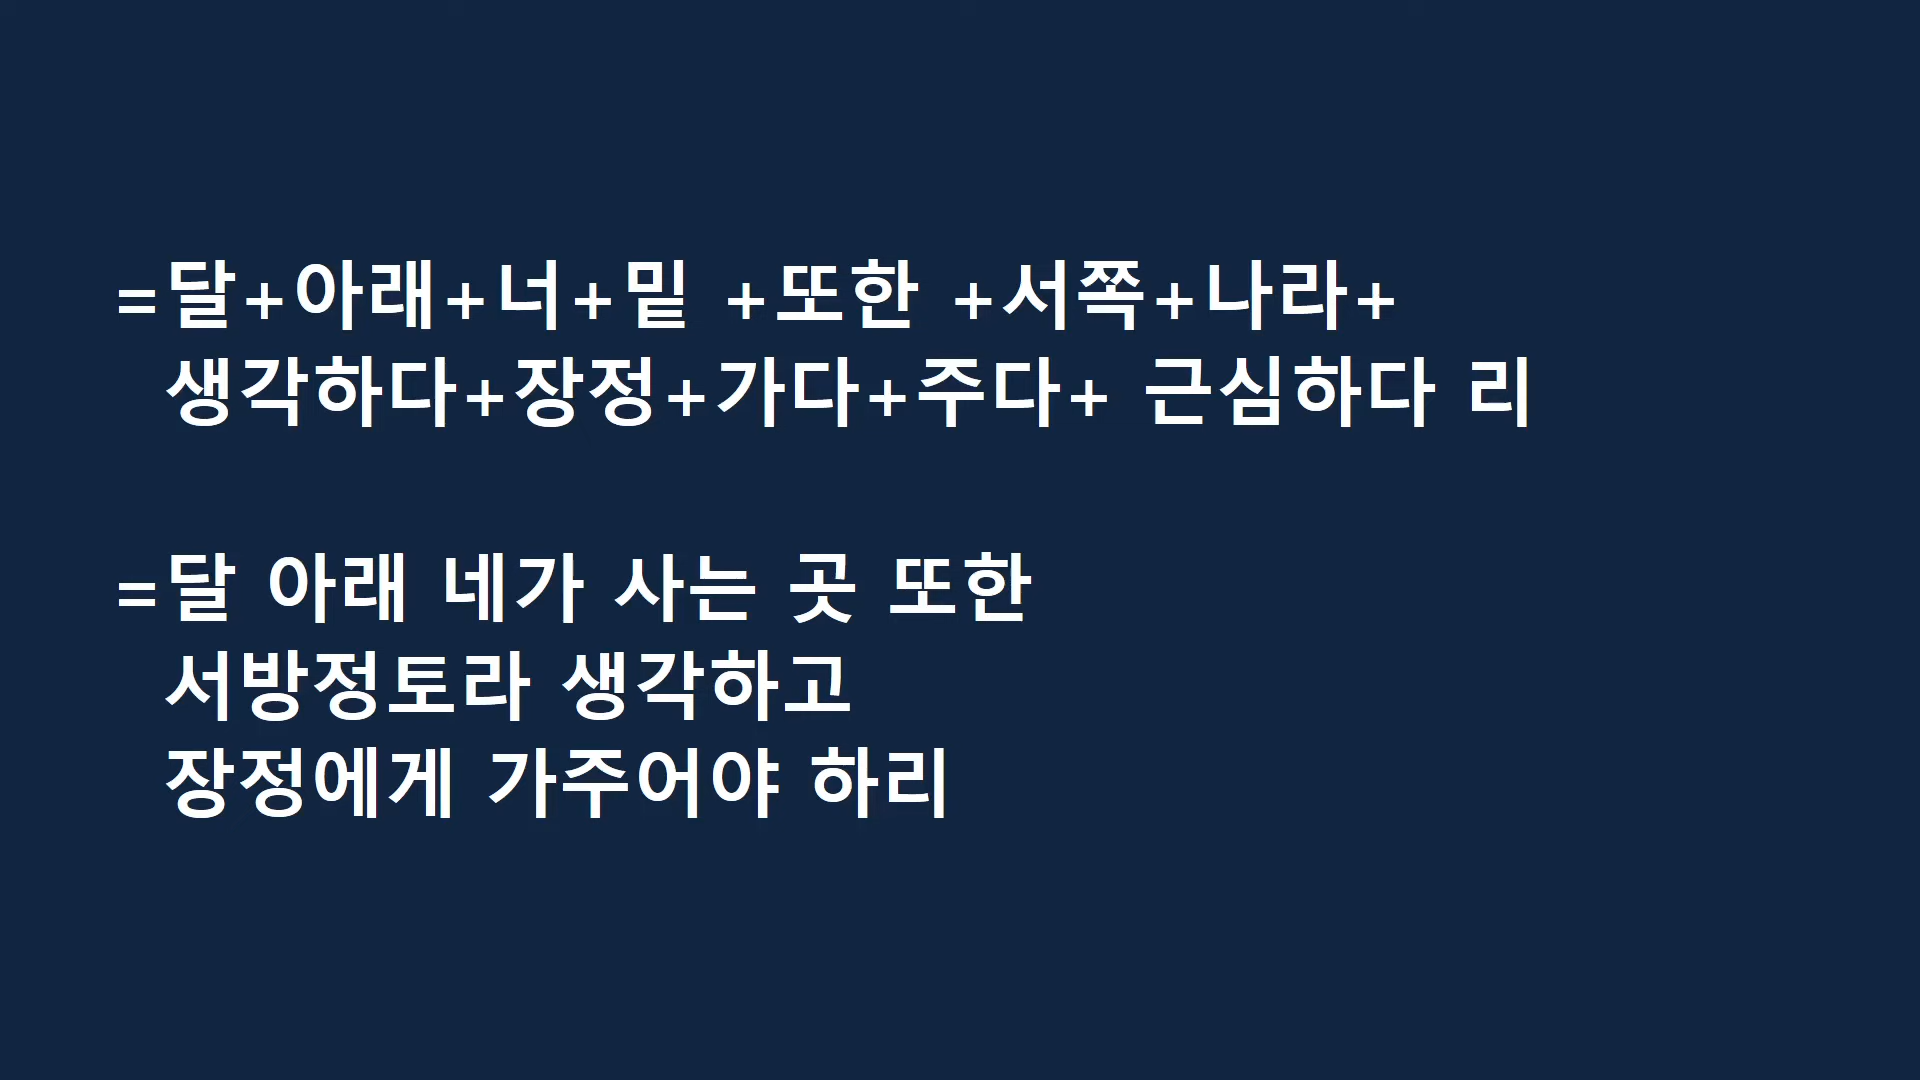 =달+아래+너+밑 +또한 +서쪽+나라+
생각하다+장정+가다+주다+ 근심하다 리
=달 아래 네가 사는 곳 또한
서방정토라 생각하고
장정에게 가주어야 하리